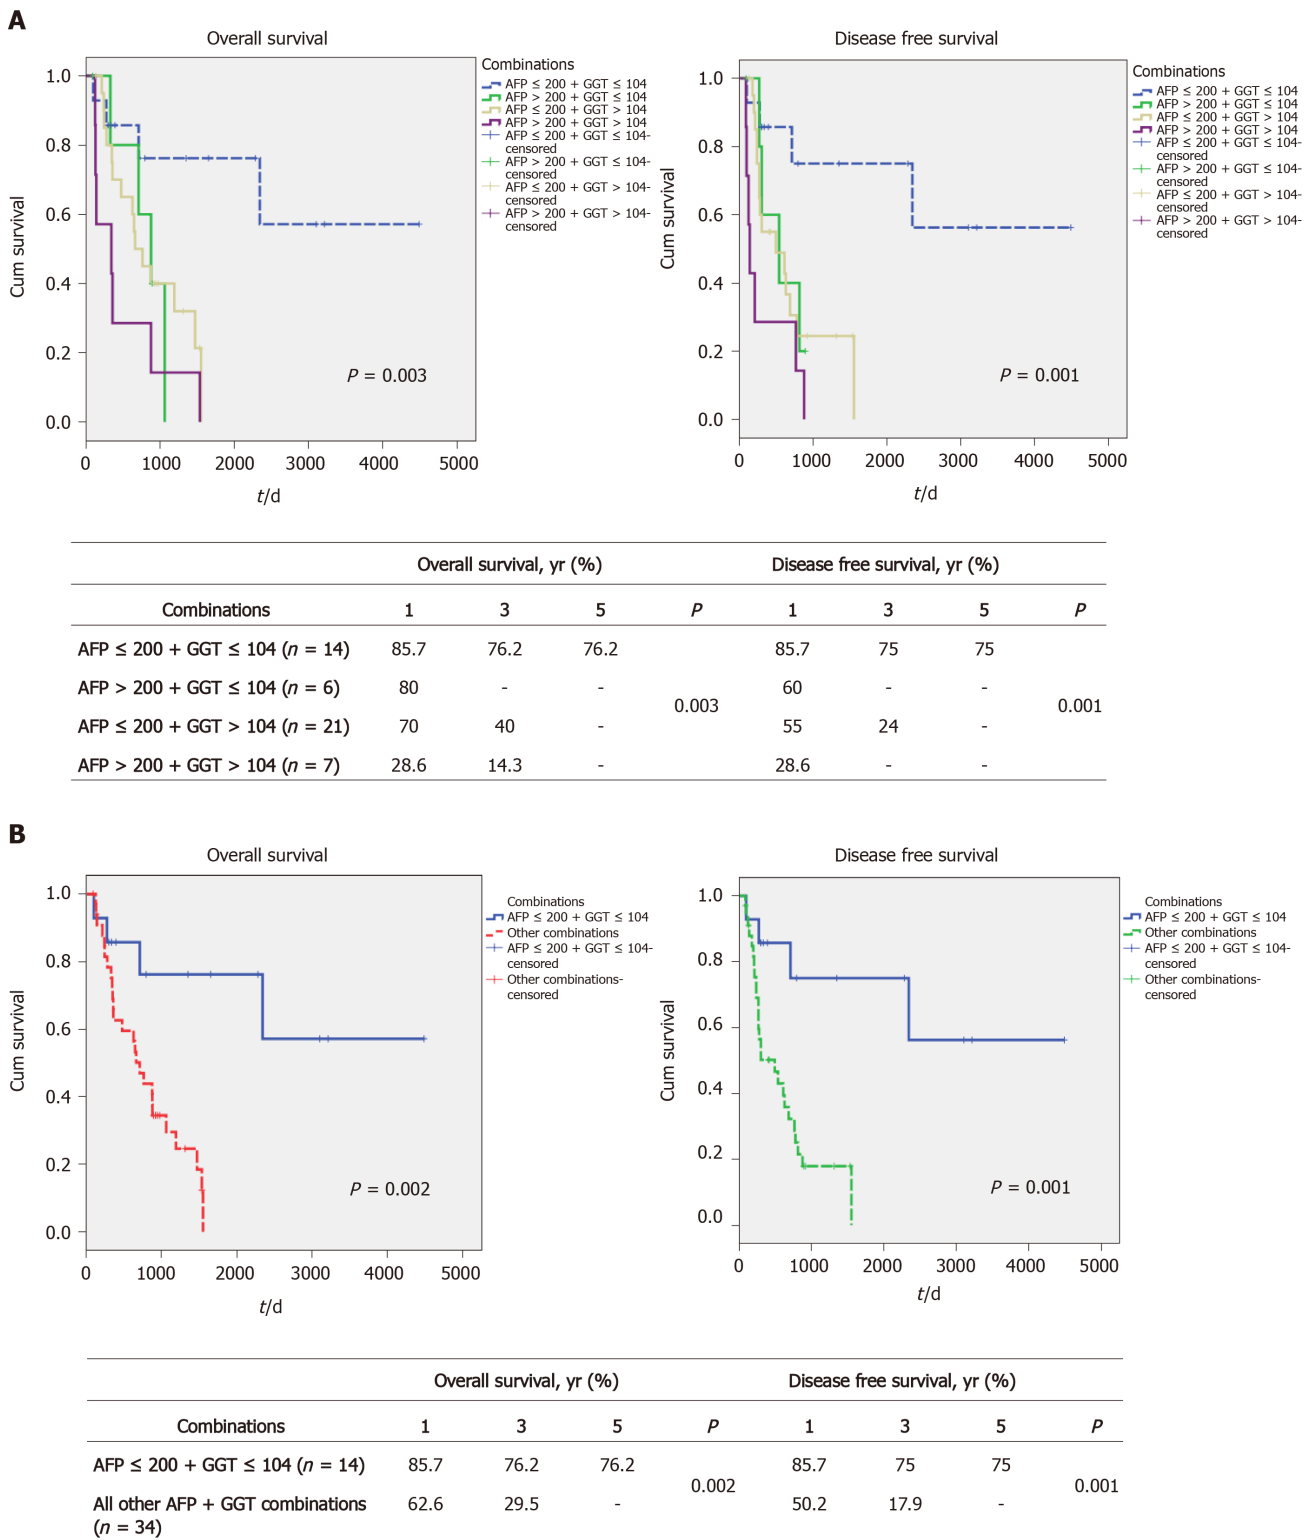 A
Overall survival
Combinations
AFP ≤ 200 + GGT ≤ 104
AFP > 200 + GGT ≤ 104
AFP ≤ 200 + GGT > 104
AFP > 200 + GGT > 104
AFP ≤ 200 + GGT ≤ 104-
censored
AFP > 200 + GGT ≤ 104-
censored
AFP ≤ 200 + GGT > 104-
censored
AFP > 200 + GGT > 104-
censored
Cum survival
1.0
0.8
0.6
0.4
0.2
0.0
P = 0.003
0 1000 2000 3000 4000 5000
t/d
Disease free survival
Combinations
AFP ≤ 200 + GGT ≤ 104
AFP > 200 + GGT ≤ 104
AFP ≤ 200 + GGT > 104
AFP > 200 + GGT > 104
AFP ≤ 200 + GGT ≤ 104-
censored
AFP > 200 + GGT ≤ 104-
censored
AFP ≤ 200 + GGT > 104-
censored
AFP > 200 + GGT > 104-
censored
Cum survival
1.0
0.8
0.6
0.4
0.2
0.0
P = 0.001
0 1000 2000 3000 4000 5000
t/d
Overall survival, yr (%) Disease free survival, yr (%)
Combinations 1 3 5 P 1 3 5 P
AFP ≤ 200 + GGT ≤ 104 (n = 14) 85.7 76.2 76.2 85.7 75 75
AFP > 200 + GGT ≤ 104 (n = 6) 80 - - 60 - -
0.003 0.001
AFP ≤ 200 + GGT > 104 (n = 21) 70 40 - 55 24 -
AFP > 200 + GGT > 104 (n = 7) 28.6 14.3 - 28.6 - -
B
Overall survival
Combinations
AFP ≤ 200 + GGT ≤ 104
Other combinations
AFP ≤ 200 + GGT ≤ 104-
censored
Other combinations-
censored
Cum survival
1.0
0.8
0.6
0.4
0.2
0.0
P = 0.002
0 1000 2000 3000 4000 5000
t/d
Disease free survival
Combinations
AFP ≤ 200 + GGT ≤ 104
Other combinations
AFP ≤ 200 + GGT ≤ 104-
censored
Other combinations-
censored
Cum survival
1.0
0.8
0.6
0.4
0.2
0.0
P = 0.001
0 1000 2000 3000 4000 5000
t/d
Overall survival, yr (%) Disease free survival, yr (%)
Combinations 1 3 5 P 1 3 5 P
AFP ≤ 200 + GGT ≤ 104 (n = 14) 85.7 76.2 76.2 85.7 75 75
0.002 0.001
All other AFP + GGT combinations 62.6 29.5 - 50.2 17.9 -
(n = 34)